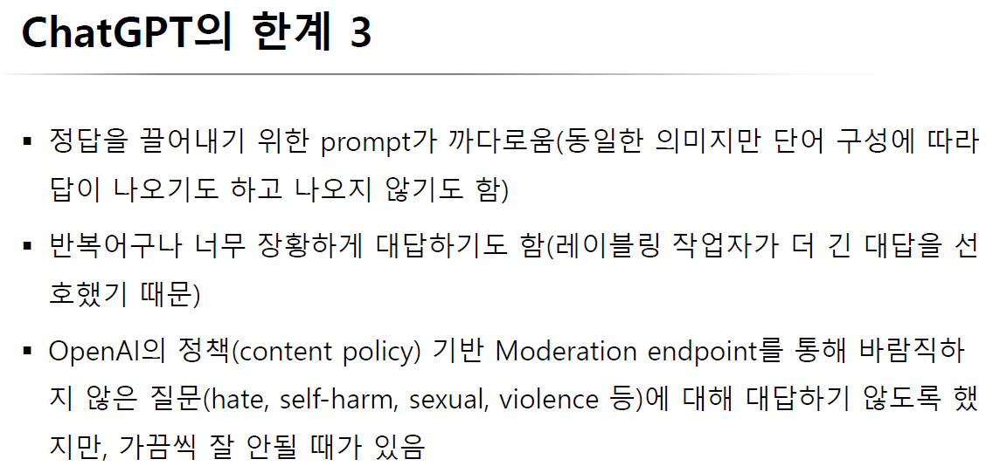 ChatGPT의 한계 3
▪ 정답을 끌어내기 위한 prompt가 까다로움(동일한 의미지만 단어 구성에 따라
답이 나오기도 하고 나오지 않기도 함)
▪ 반복어구나 너무 장황하게 대답하기도 함(레이블링 작업자가 더 긴 대답을 선
호했기 때문)
▪ OpenAI의 정책(content policy) 기반 Moderation endpoint를 통해 바람직하
지 않은 질문(hate, self-harm, sexual, violence 등)에 대해 대답하기 않도록 했
지만, 가끔씩 잘 안될 때가 있음